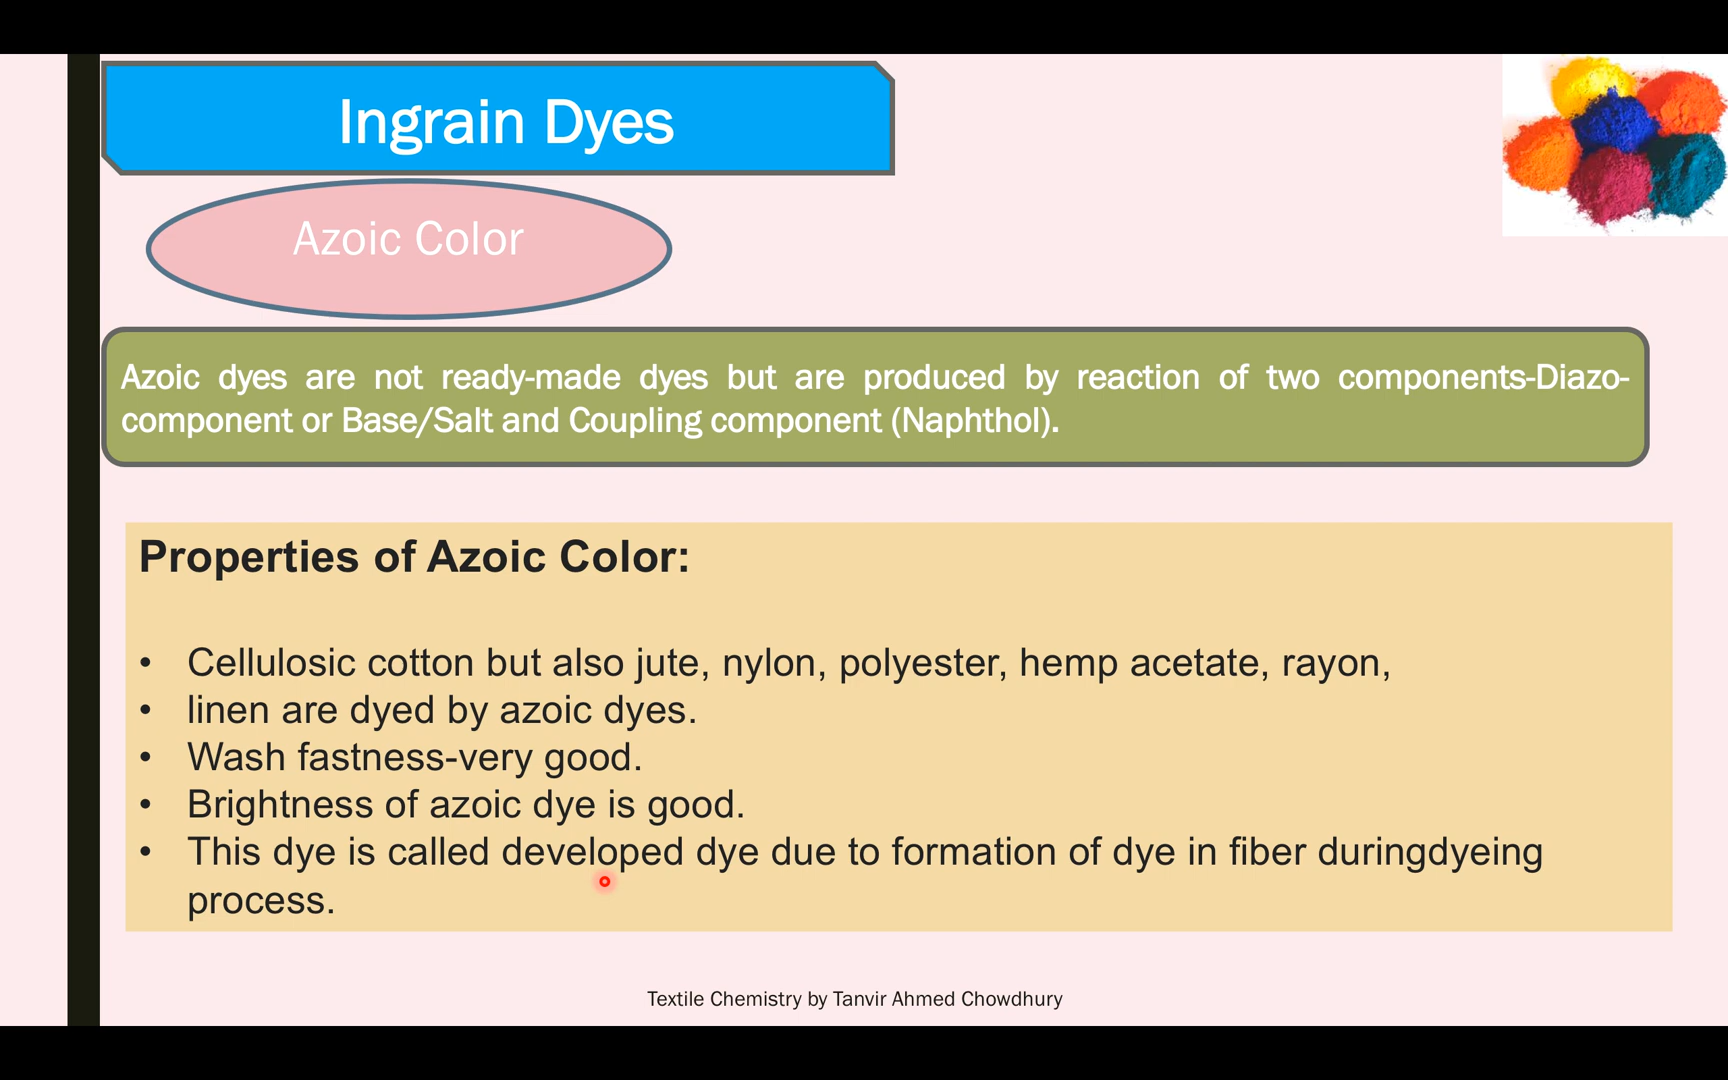 Ingrain Dyes
Azoic Color
Azoic dyes are not ready-made dyes but are produced by reaction of two components-Diazo-
component or Base/Salt and Coupling component (Naphthol).
Properties of Azoic Color:
• Cellulosic cotton but also jute, nylon, polyester, hemp acetate, rayon,
• linen are dyed by azoic dyes.
• Wash fastness-very good.
• Brightness of azoic dye is good.
• This dye is called developed dye due to formation of dye in fiber duringdyeing
process.
Textile Chemistry by Tanvir Ahmed Chowdhury